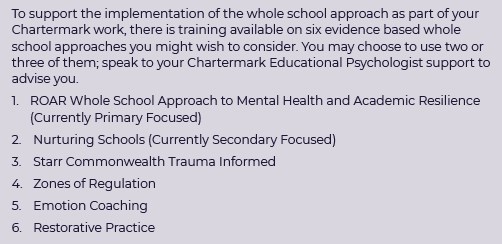 To support the implementation of the whole school approach as part of your
Chartermark work, there is training available on six evidence based whole
school approaches you might wish to consider. You may choose to use two or
three of them; speak to your Chartermark Educational Psychologist support to
advise you.
1. ROAR Whole School Approach to Mental Health and Academic Resilience
(Currently Primary Focused)
2. Nurturing Schools (Currently Secondary Focused)
3. Starr Commonwealth Trauma Informed
4. Zones of Regulation
5. Emotion Coaching
6. Restorative Practice